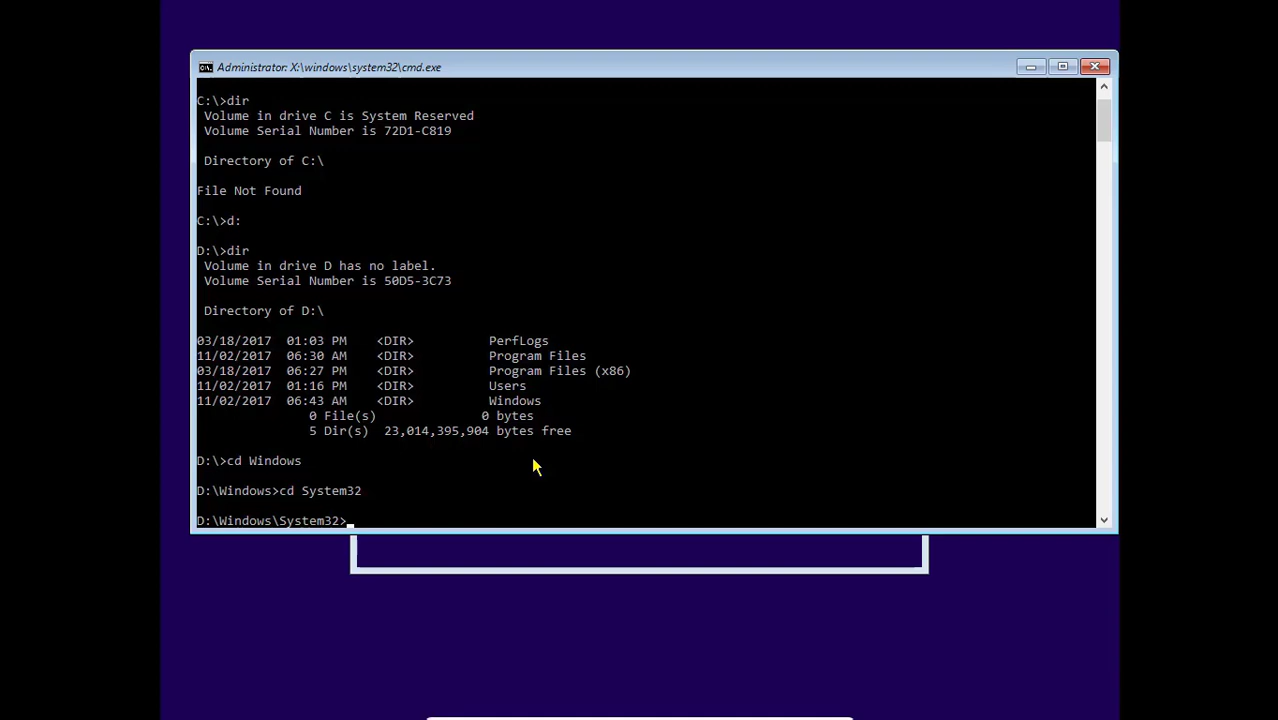 Administrator: X:\windows\system32\cmd.exe
C:\>dir
Volume in drive C is System Reserved
Volume Serial Number is 72D1-C819
Directory of C:\
File Not Found
C:\>d:
D:\>dir
Volume in drive D has no label.
Volume Serial Number is 50D5-3C73
Directory of D:\
03/18/2017  01:03 PM    <DIR>          PerfLogs
11/02/2017  06:30 AM    <DIR>          Program Files
03/18/2017  06:27 PM    <DIR>          Program Files (x86)
11/02/2017  01:16 PM    <DIR>          Users
11/02/2017  06:43 AM    <DIR>          Windows
0 File(s)              0 bytes
5 Dir(s)  23,014,395,904 bytes free
D:\>cd Windows
D:\Windows>cd System32
D:\Windows\System32>